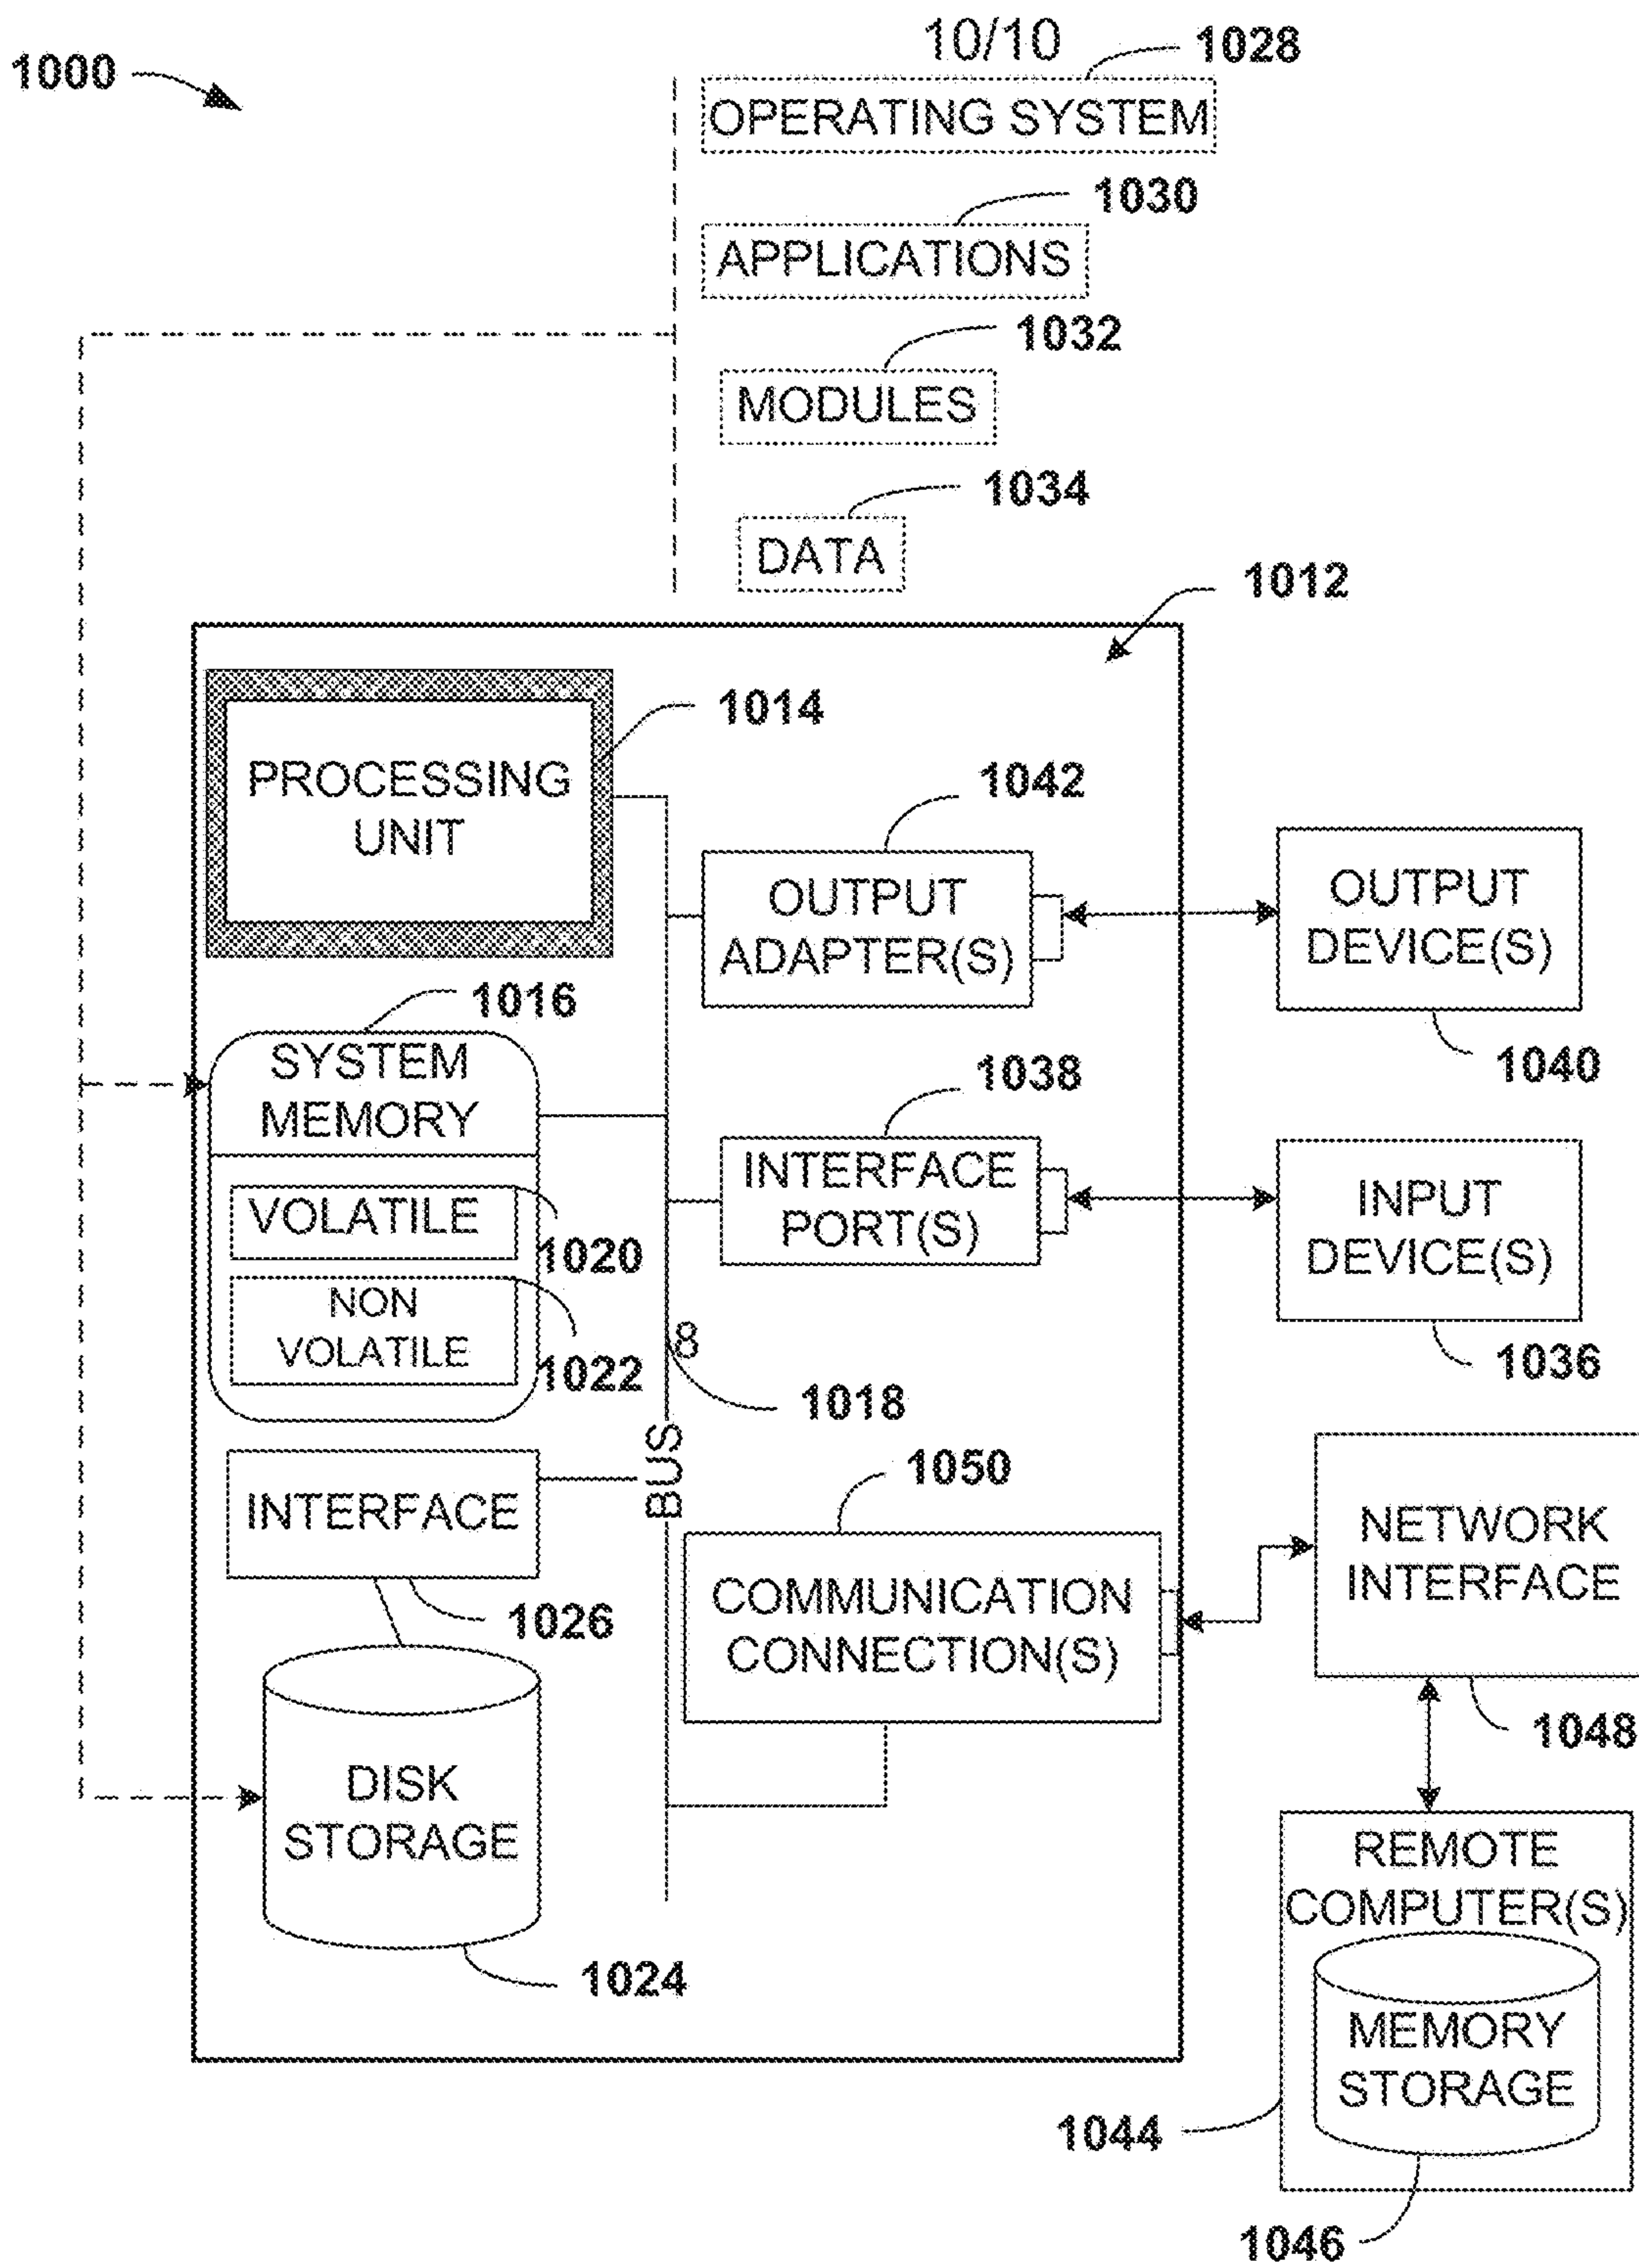 10/10
1000
1028
OPERATING SYSTEM
1030
APPLICATIONS
1032
MODULES
1034
DATA
1012
1014
PROCESSING
UNIT
1042
OUTPUT
ADAPTER(S)
OUTPUT
DEVICE(S)
1040
1016
SYSTEM
MEMORY
VOLATILE
1020
NON
VOLATILE
1022
1038
INTERFACE
PORT(S)
INPUT
DEVICE(S)
1036
8
1018
BUS
INTERFACE
1026
1050
COMMUNICATION
CONNECTION(S)
NETWORK
INTERFACE
1048
DISK
STORAGE
1024
REMOTE
COMPUTER(S)
MEMORY
STORAGE
1044
1046